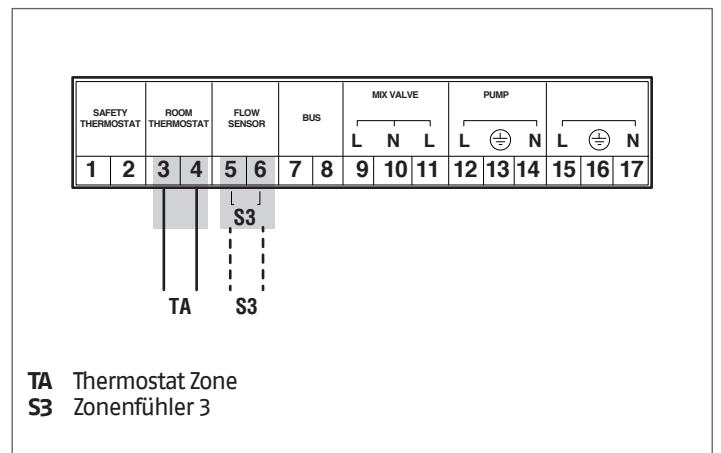 SAFETY THERMOSTAT ROOM THERMOSTAT FLOW SENSOR BUS MIX VALVE PUMP
L N L L N L N
1 2 3 4 5 6 7 8 9 10 11 12 13 14 15 16 17
S3
TA S3
TA Thermostat Zone
S3 Zonenfühler 3